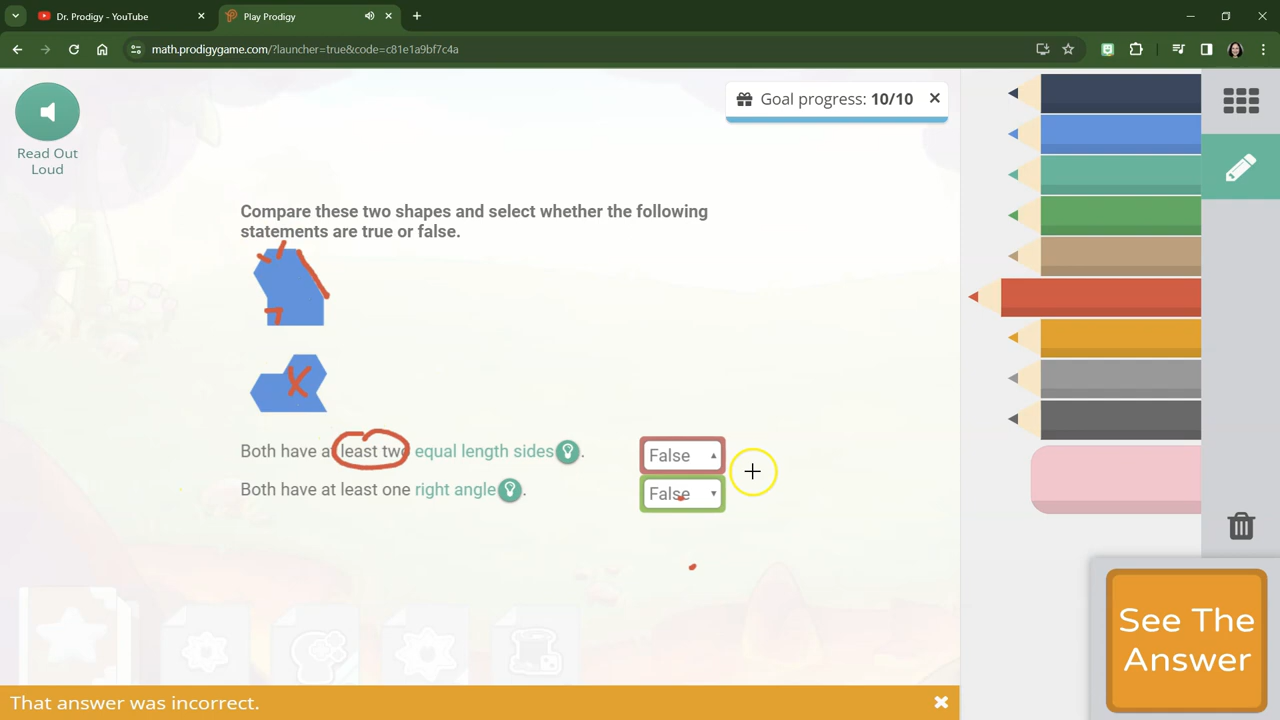 Dr. Prodigy - YouTube
Play Prodigy
math.prodigygame.com/?launcher=true&code=c81e1a9bf7c4a
Read Out
Loud
Goal progress: 10/10
Compare these two shapes and select whether the following
statements are true or false.
Both have at least two equal length sides.
False
Both have at least one right angle.
False
See The
Answer
That answer was incorrect.